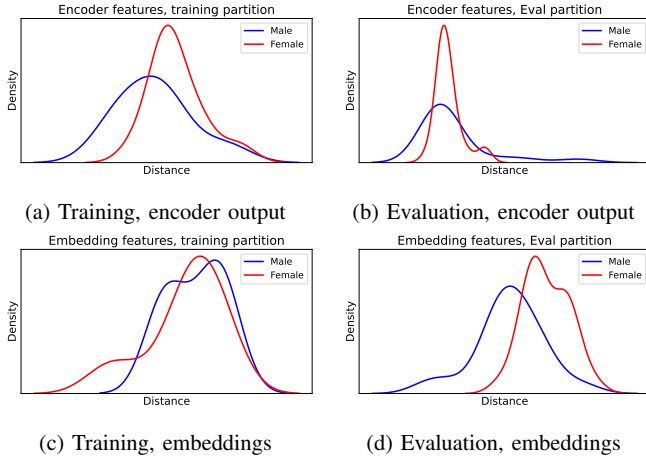 Encoder features, training partition
Male
Female
Density
Distance
(a) Training, encoder output
Encoder features, Eval partition
Male
Female
Density
Distance
(b) Evaluation, encoder output
Embedding features, training partition
Male
Female
Density
Distance
(c) Training, embeddings
Embedding features, Eval partition
Male
Female
Density
Distance
(d) Evaluation, embeddings